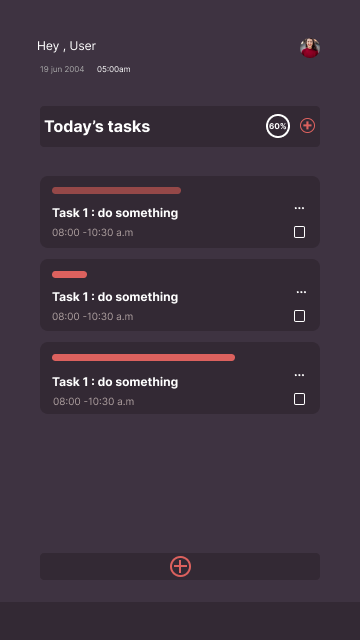 Hey , User
19 jun 2004 05:00am
Today’s tasks 60%
Task 1 : do something
08:00 -10:30 a.m
Task 1 : do something
08:00 -10:30 a.m
Task 1 : do something
08:00 -10:30 a.m